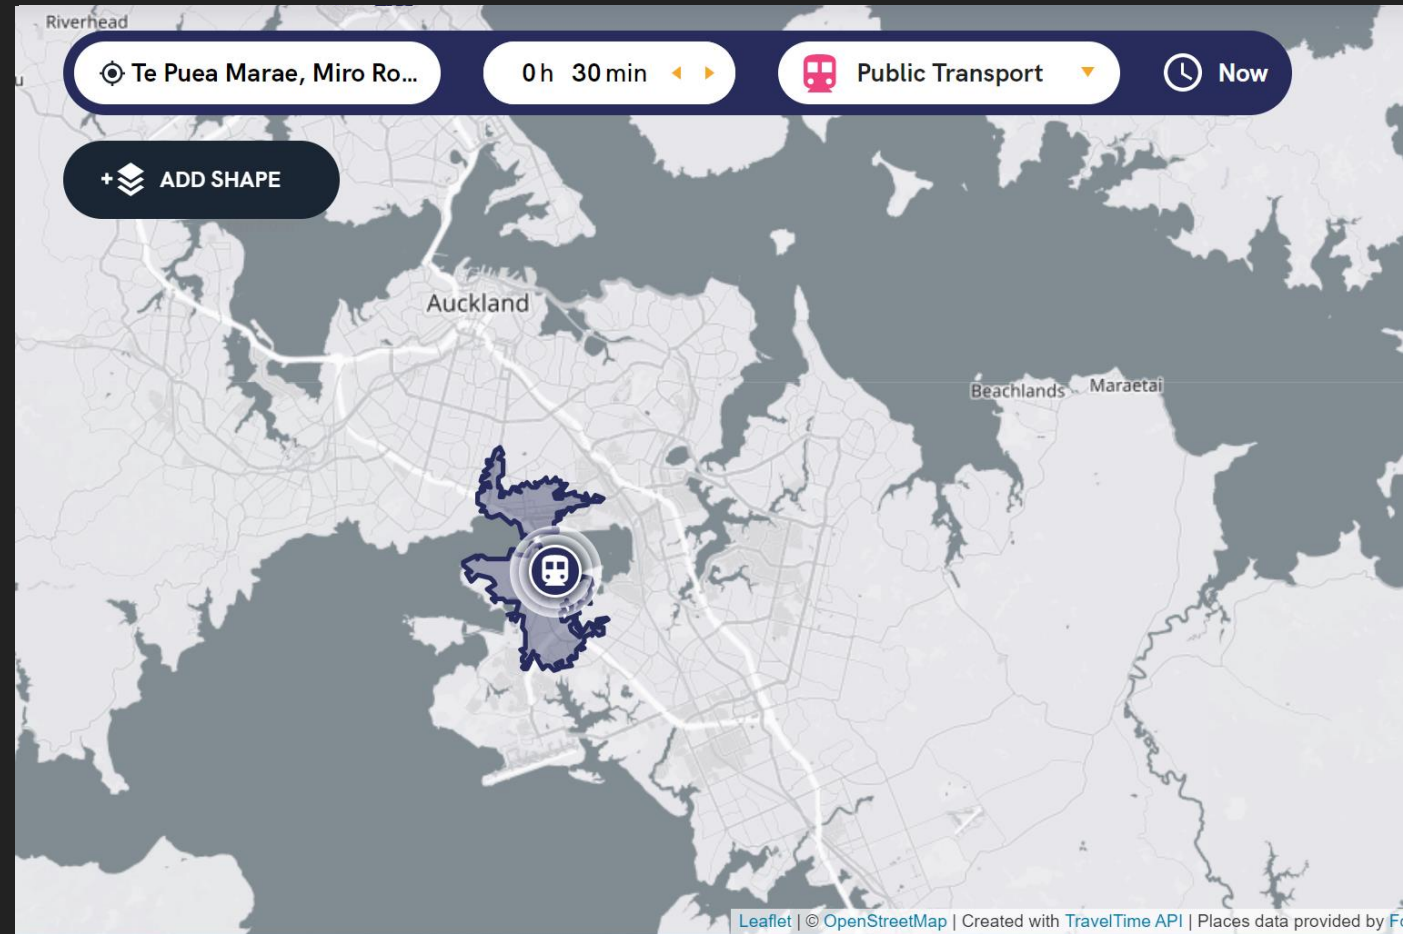 Riverhead
u
Te Puea Marae, Miro Ro...
0 h 30 min
Public Transport
Now
+ ADD SHAPE
Auckland
Beachlands
Maraetai
Leaflet | © OpenStreetMap | Created with TravelTime API | Places data provided by Fo